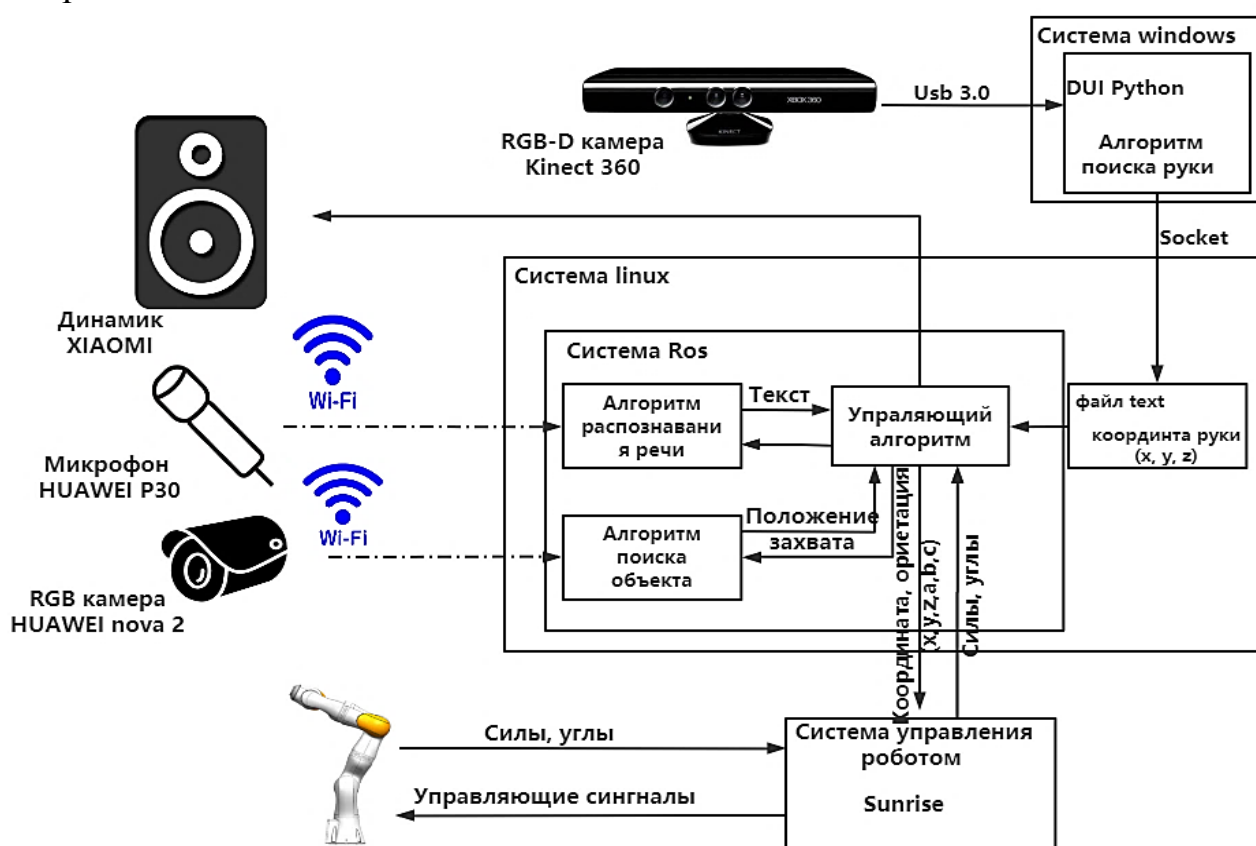 Система windows
DUI Python
Алгоритм
поиска руки
Usb 3.0
XBOX 360
KINECT
RGB-D камера
Kinect 360
Socket
Система linux
Динамик
XIAOMI
Wi-Fi
Система Ros
Алгоритм
распознавани
я речи
Текст
Упраляющий
алгоритм
файл text
координта руки
(x, y, z)
Микрофон
HUAWEI P30
Wi-Fi
Алгоритм
поиска
объекта
Положение
захвата
Координата, ориетация
(x,y,z,a,b,c)
Силы, углы
RGB камера
HUAWEI nova 2
Силы, углы
Управляющие сингналы
Система управления
роботом
Sunrise